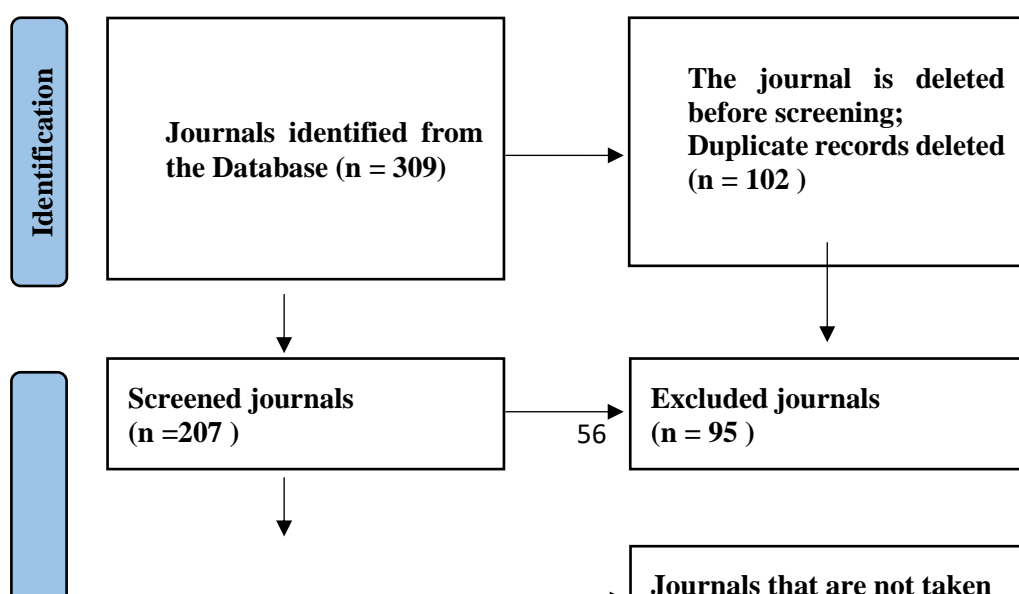 Identification
Journals identified from
the Database (n = 309)
The journal is deleted
before screening;
Duplicate records deleted
(n = 102 )
Screened journals
(n =207 )
56
Excluded journals
(n = 95 )
Journals that are not taken